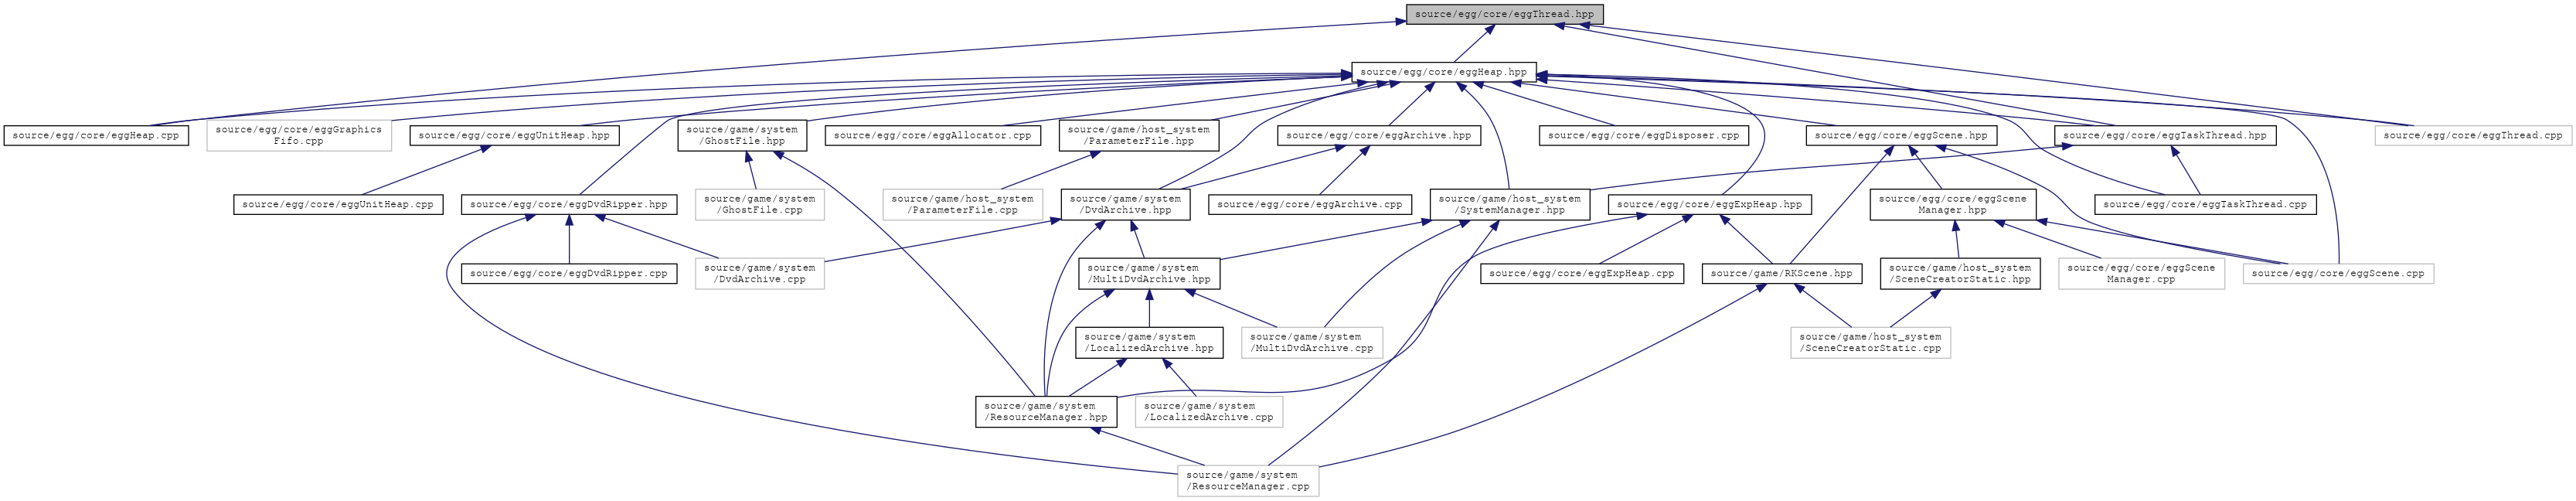 source/egg/core/eggThread.hpp
source/egg/core/eggHeap.hpp
source/egg/core/eggHeap.cpp
source/egg/core/eggGraphics
Fifo.cpp
source/egg/core/eggUnitHeap.hpp
source/game/system
/GhostFile.hpp
source/egg/core/eggAllocator.cpp
source/game/host_system
/ParameterFile.hpp
source/egg/core/eggArchive.hpp
source/egg/core/eggDisposer.cpp
source/egg/core/eggScene.hpp
source/egg/core/eggTaskThread.hpp
source/egg/core/eggThread.cpp
source/egg/core/eggUnitHeap.cpp
source/egg/core/eggDvdRipper.hpp
source/game/system
/GhostFile.cpp
source/game/host_system
/ParameterFile.cpp
source/game/system
/DvdArchive.hpp
source/egg/core/eggArchive.cpp
source/game/host_system
/SystemManager.hpp
source/egg/core/eggExpHeap.hpp
source/egg/core/eggScene
Manager.hpp
source/egg/core/eggTaskThread.cpp
source/egg/core/eggDvdRipper.cpp
source/game/system
/DvdArchive.cpp
source/game/system
/MultiDvdArchive.hpp
source/egg/core/eggExpHeap.cpp
source/game/RKScene.hpp
source/game/host_system
/SceneCreatorStatic.hpp
source/egg/core/eggScene
Manager.cpp
source/egg/core/eggScene.cpp
source/game/system
/LocalizedArchive.hpp
source/game/system
/MultiDvdArchive.cpp
source/game/host_system
/SceneCreatorStatic.cpp
source/game/system
/ResourceManager.hpp
source/game/system
/LocalizedArchive.cpp
source/game/system
/ResourceManager.cpp